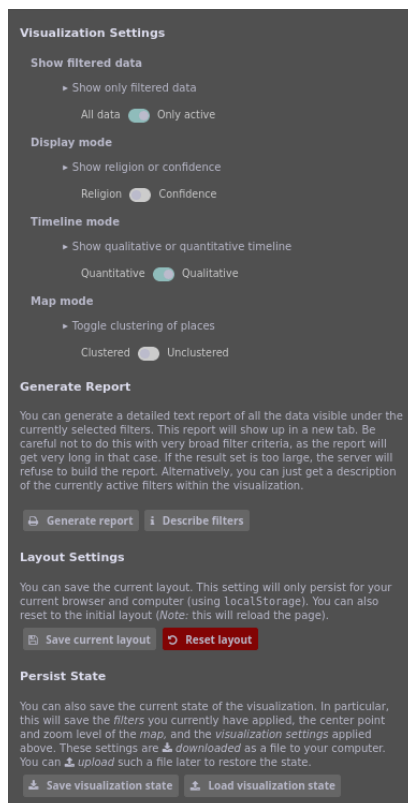 Visualization Settings
Show filtered data
▸ Show only filtered data
All data Only active
Display mode
▸ Show religion or confidence
Religion Confidence
Timeline mode
▸ Show qualitative or quantitative timeline
Quantitative Qualitative
Map mode
▸ Toggle clustering of places
Clustered Unclustered
Generate Report
You can generate a detailed text report of all the data visible under the
currently selected filters. This report will show up in a new tab. Be
careful not to do this with very broad filter criteria, as the report will
get very long in that case. If the result set is too large, the server will
refuse to build the report. Alternatively, you can just get a description
of the currently active filters within the visualization.
Generate report Describe filters
Layout Settings
You can save the current layout. This setting will only persist for your
current browser and computer (using localStorage). You can also
reset to the initial layout (Note: this will reload the page).
Save current layout Reset layout
Persist State
You can also save the current state of the visualization. In particular,
this will save the filters you currently have applied, the center point
and zoom level of the map, and the visualization settings applied
above. These settings are downloaded as a file to your computer.
You can upload such a file later to restore the state.
Save visualization state Load visualization state